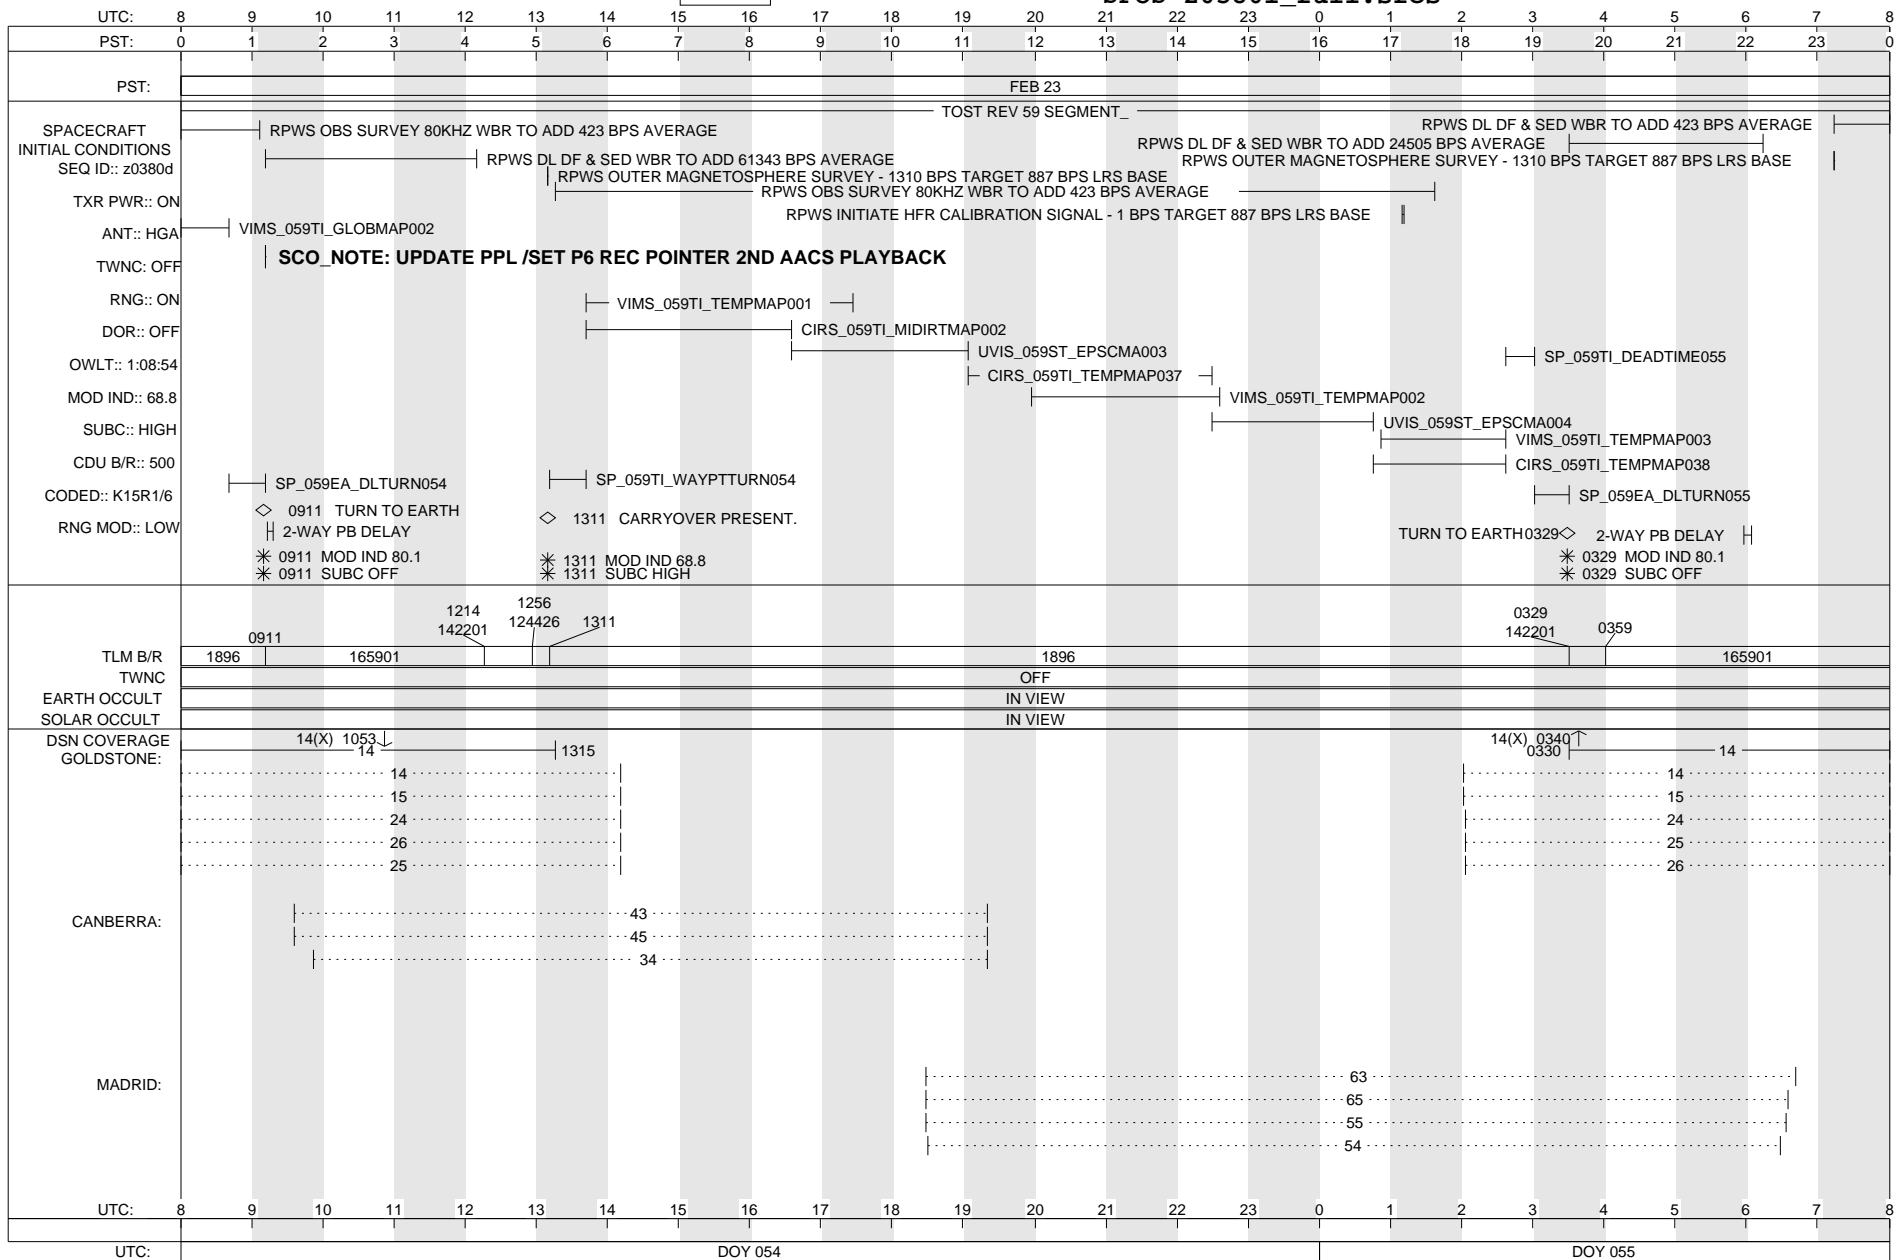 UTC: 8 9 10 11 12 13 14 15 16 17 18 19 20 21 22 23 0 1 2 3 4 5 6 7 8
PST: 0 1 2 3 4 5 6 7 8 9 10 11 12 13 14 15 16 17 18 19 20 21 22 23 0
PST: FEB 23
TOST REV 59 SEGMENT_
SPACECRAFT
INITIAL CONDITIONS
SEQ ID:: z0380d
TXR PWR:: ON
ANT:: HGA
TWNC: OFF
RNG:: ON
DOR:: OFF
OWLT:: 1:08:54
MOD IND:: 68.8
SUBC:: HIGH
CDU B/R:: 500
CODED:: K15R1/6
RNG MOD:: LOW
RPWS OBS SURVEY 80KHZ WBR TO ADD 423 BPS AVERAGE
RPWS DL DF & SED WBR TO ADD 423 BPS AVERAGE
RPWS DL DF & SED WBR TO ADD 24505 BPS AVERAGE
RPWS DL DF & SED WBR TO ADD 61343 BPS AVERAGE
RPWS OUTER MAGNETOSPHERE SURVEY - 1310 BPS TARGET 887 BPS LRS BASE
RPWS OUTER MAGNETOSPHERE SURVEY - 1310 BPS TARGET 887 BPS LRS BASE
RPWS OBS SURVEY 80KHZ WBR TO ADD 423 BPS AVERAGE
RPWS INITIATE HFR CALIBRATION SIGNAL - 1 BPS TARGET 887 BPS LRS BASE
VIMS_059TI_GLOBMAP002
SCO_NOTE: UPDATE PPL /SET P6 REC POINTER 2ND AACS PLAYBACK
VIMS_059TI_TEMPMAP001
CIRS_059TI_MIDIRTMAP002
UVIS_059ST_EPSCMA003
SP_059TI_DEADTIME055
CIRS_059TI_TEMPMAP037
VIMS_059TI_TEMPMAP002
UVIS_059ST_EPSCMA004
VIMS_059TI_TEMPMAP003
CIRS_059TI_TEMPMAP038
SP_059EA_DLTURN054
SP_059TI_WAYPTTURN054
SP_059EA_DLTURN055
0911 TURN TO EARTH
1311 CARRYOVER PRESENT.
2-WAY PB DELAY
TURN TO EARTH 0329
2-WAY PB DELAY
0911 MOD IND 80.1
1311 MOD IND 68.8
0329 MOD IND 80.1
0911 SUBC OFF
1311 SUBC HIGH
0329 SUBC OFF
0911
1214
142201
1256
124426
1311
0329
142201
0359
TLM B/R 1896 165901 1896 165901
TWNC OFF
EARTH OCCULT IN VIEW
SOLAR OCCULT IN VIEW
DSN COVERAGE
14(X) 1053
14(X) 0340
GOLDSTONE: 14 1315 0330 14
14 14
15 15
24 24
26 25
25 26
CANBERRA: 43
45
34
MADRID: 63
65
55
54
UTC: 8 9 10 11 12 13 14 15 16 17 18 19 20 21 22 23 0 1 2 3 4 5 6 7 8
UTC: DOY 054 DOY 055